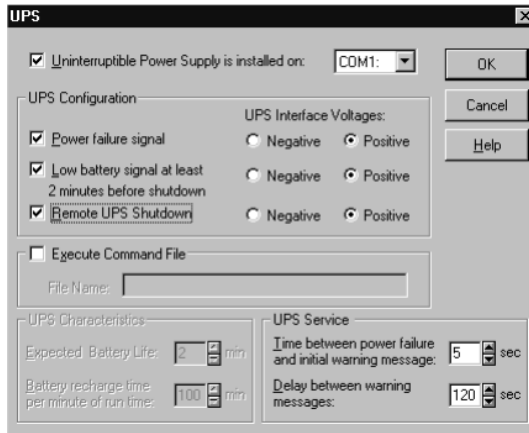 UPS
Uninterruptible Power Supply is installed on: COM1:
OK
Cancel
Help
UPS Configuration
UPS Interface Voltages:
Power failure signal Negative Positive
Low battery signal at least
2 minutes before shutdown Negative Positive
Remote UPS Shutdown Negative Positive
Execute Command File
File Name:
UPS Characteristics
Expected Battery Life: 2 min
Battery recharge time
per minute of run time: 100 min
UPS Service
Time between power failure
and initial warning message: 5 sec
Delay between warning
messages: 120 sec